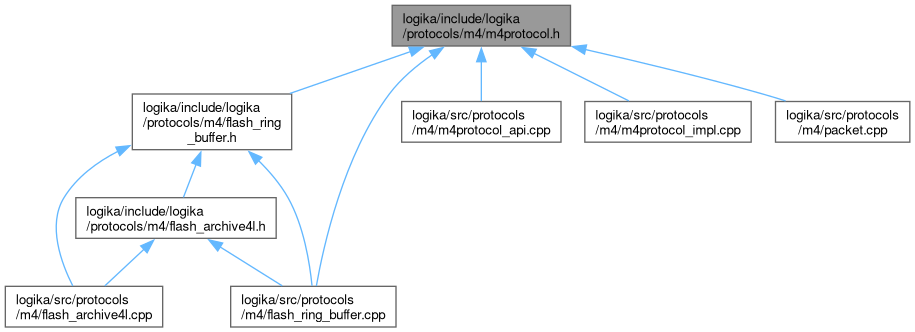 logika/include/logika
/protocols/m4/m4protocol.h
logika/include/logika
/protocols/m4/flash_ring
_buffer.h
logika/src/protocols
/m4/m4protocol_api.cpp
logika/src/protocols
/m4/m4protocol_impl.cpp
logika/src/protocols
/m4/packet.cpp
logika/include/logika
/protocols/m4/flash_archive4l.h
logika/src/protocols
/m4/flash_archive4l.cpp
logika/src/protocols
/m4/flash_ring_buffer.cpp